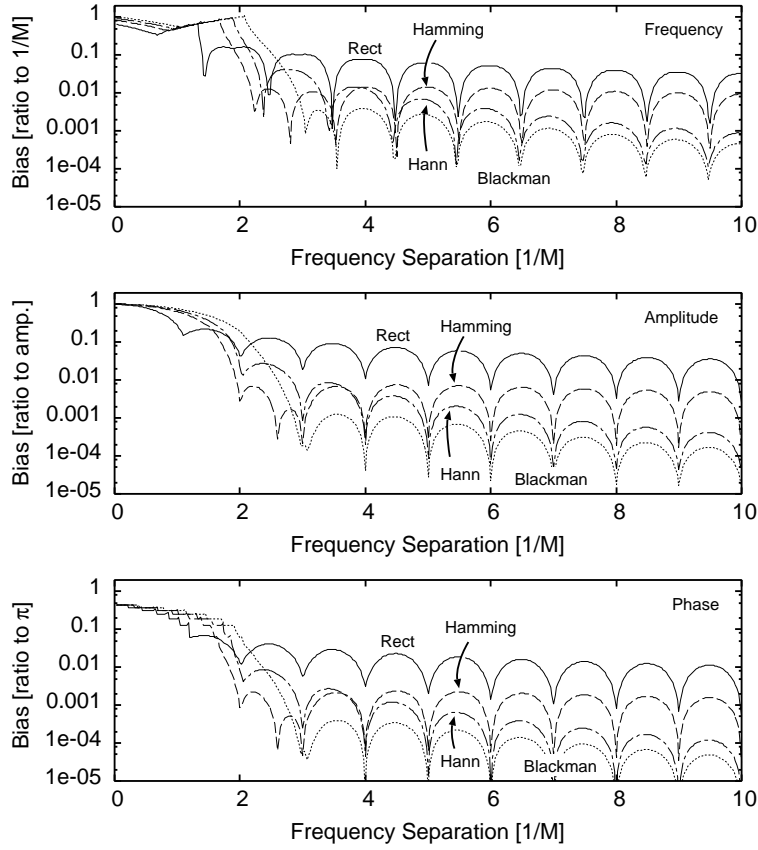 1
0.1
0.01
0.001
1e-04
1e-05
Bias [ratio to 1/M]
Rect
Hamming
Frequency
Hann
Blackman
0 2 4 6 8 10
Frequency Separation [1/M]
1
0.1
0.01
0.001
1e-04
1e-05
Bias [ratio to amp.]
Rect
Hamming
Amplitude
Hann
Blackman
0 2 4 6 8 10
Frequency Separation [1/M]
1
0.1
0.01
0.001
1e-04
1e-05
Bias [ratio to π]
Rect
Hamming
Phase
Hann
Blackman
0 2 4 6 8 10
Frequency Separation [1/M]